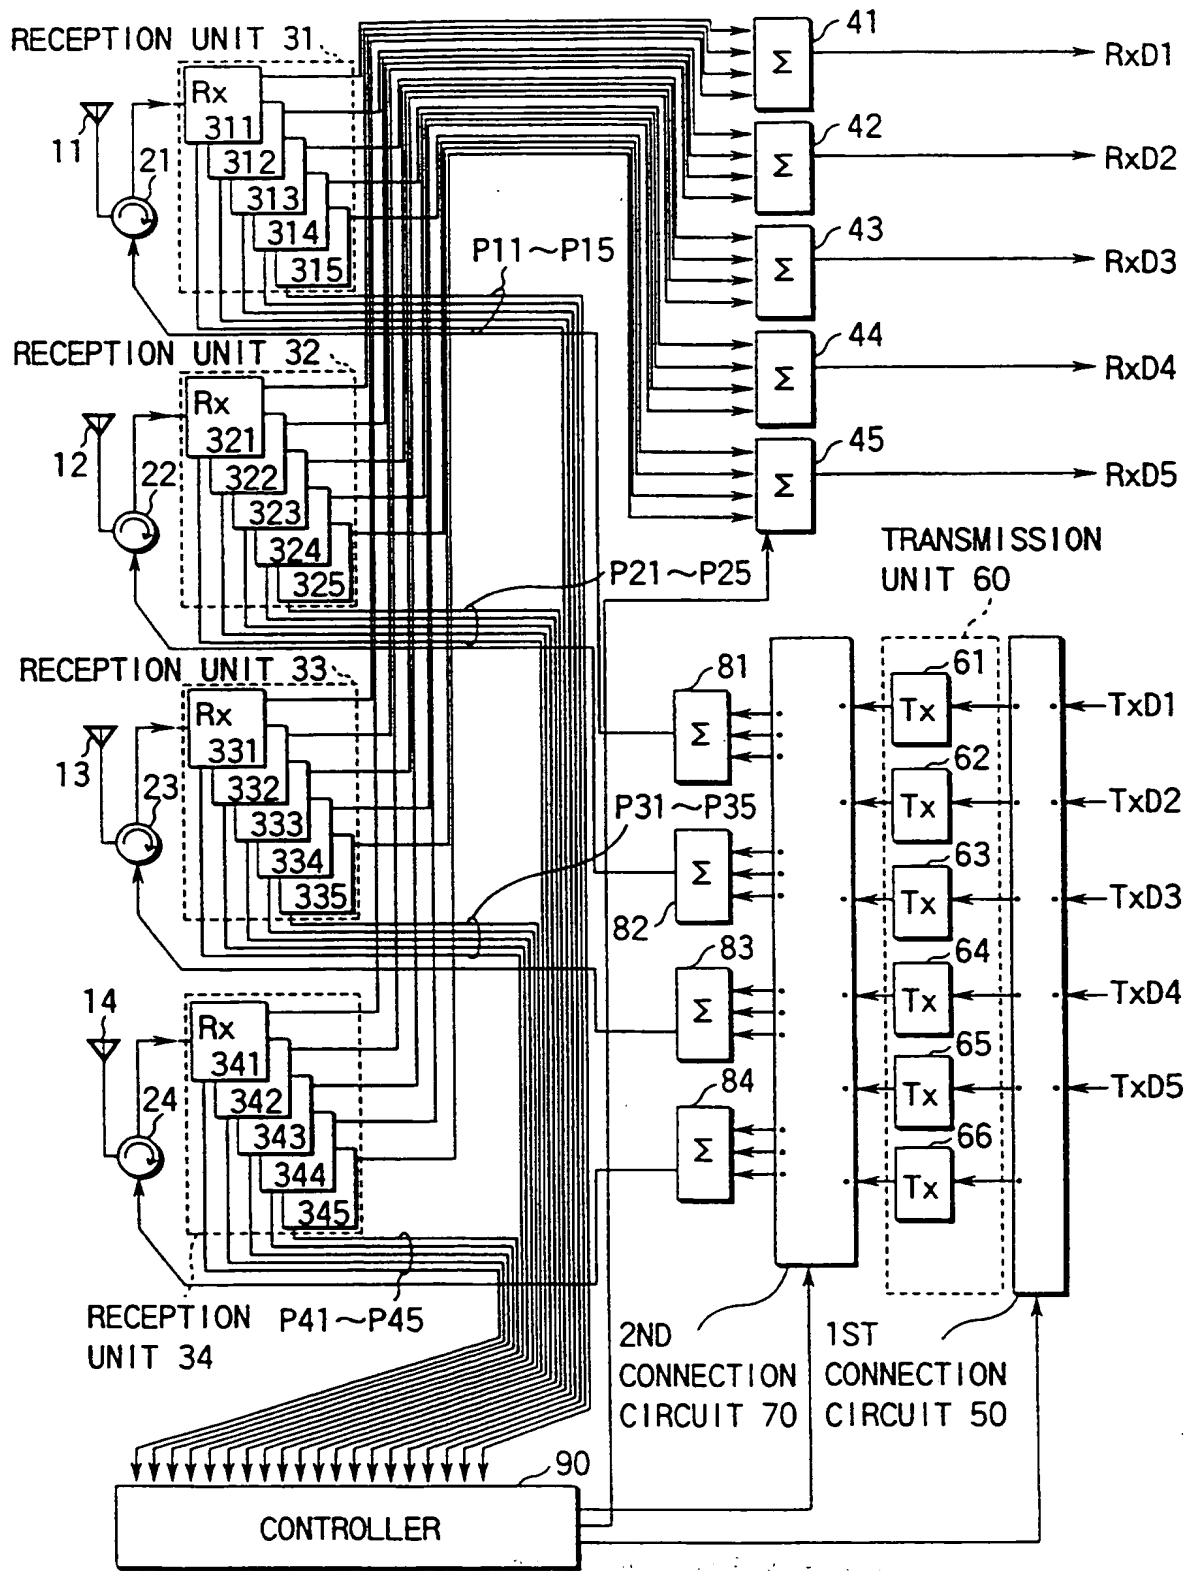 RECEPTION UNIT 31
Rx
311
312
313
314
315
11
21
41
Σ
RxD1
42
Σ
RxD2
43
Σ
RxD3
44
Σ
RxD4
45
Σ
RxD5
P11~P15
RECEPTION UNIT 32
Rx
321
322
323
324
325
12
22
P21~P25
RECEPTION UNIT 33
Rx
331
332
333
334
335
13
23
P31~P35
Rx
341
342
343
344
345
14
24
RECEPTION
UNIT 34
P41~P45
TRANSMISSION
UNIT 60
81
Σ
82
Σ
83
Σ
84
Σ
61
Tx
62
Tx
63
Tx
64
Tx
65
Tx
66
Tx
TxD1
TxD2
TxD3
TxD4
TxD5
2ND
CONNECTION
CIRCUIT 70
1ST
CONNECTION
CIRCUIT 50
90
CONTROLLER